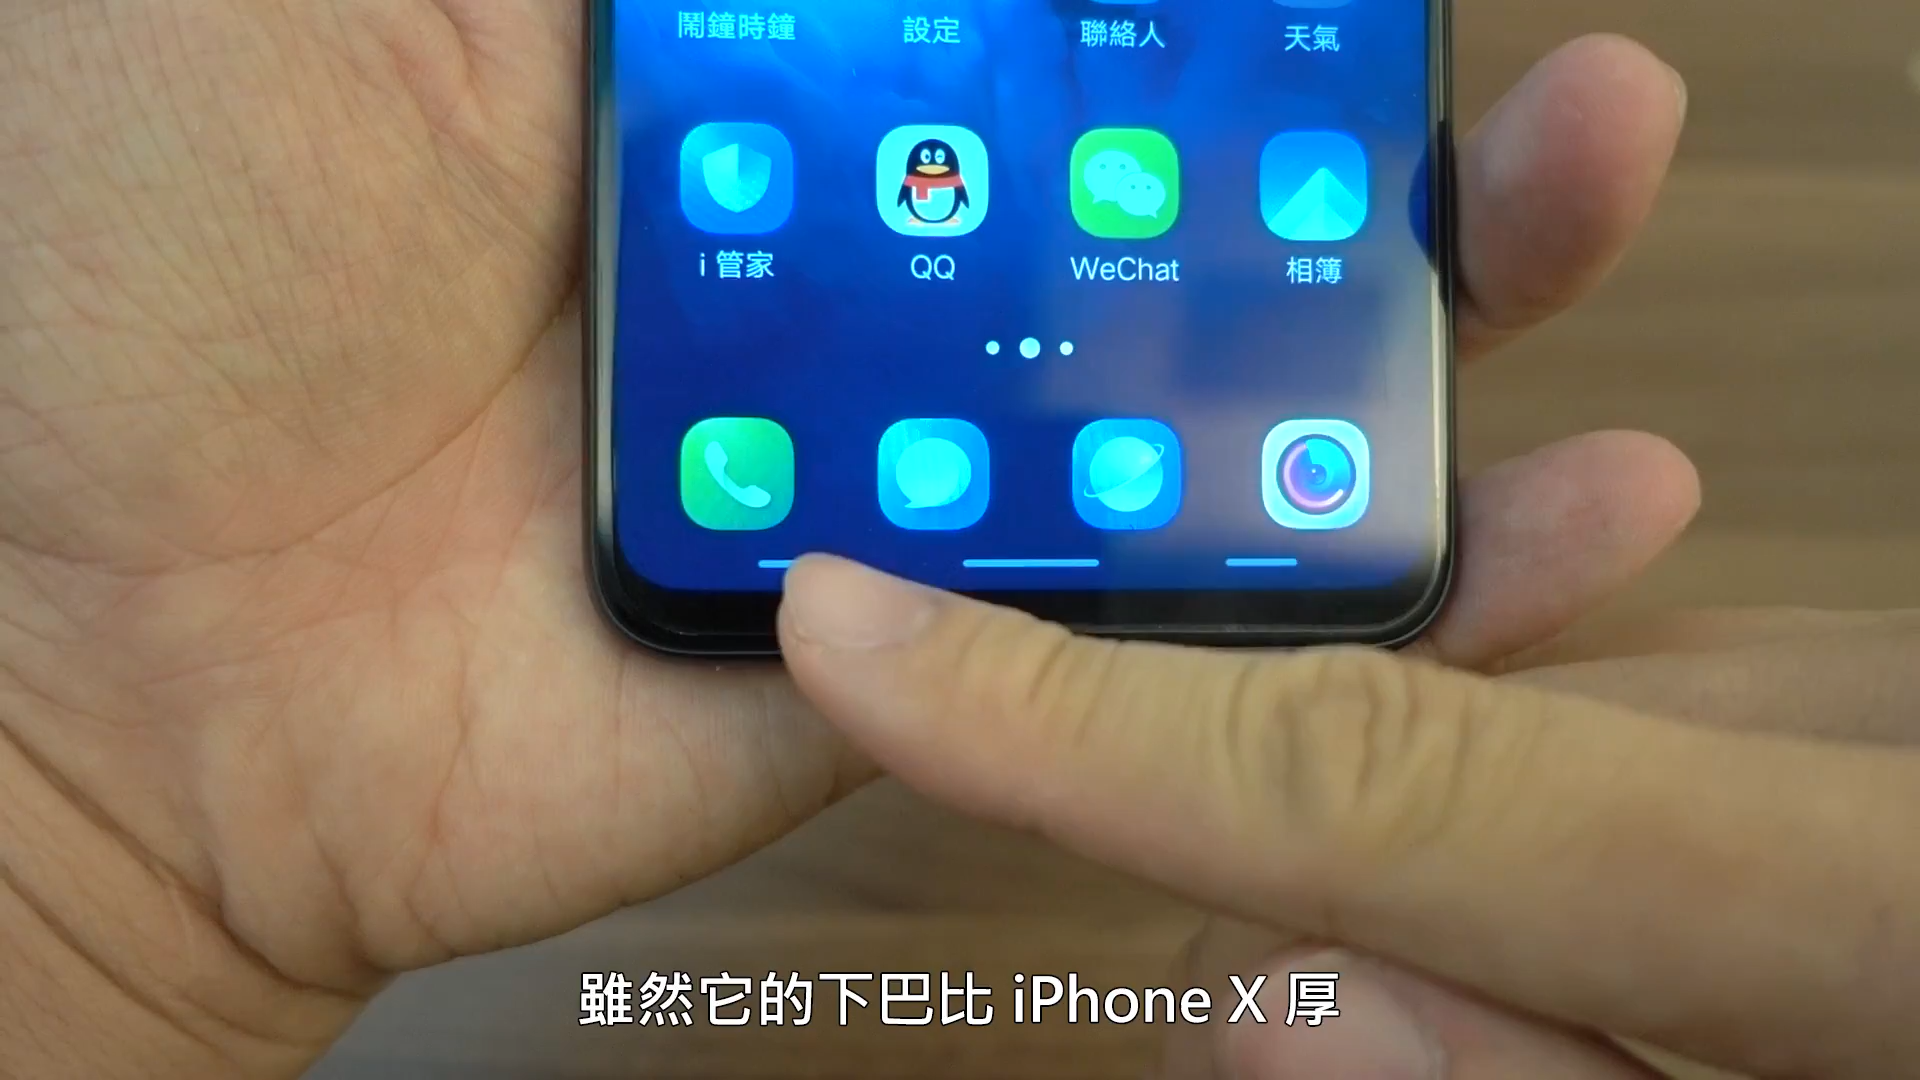 鬧鐘時鐘
設定
聯絡人
天氣
i 管家
QQ
WeChat
相簿
雖然它的下巴比 iPhone X 厚